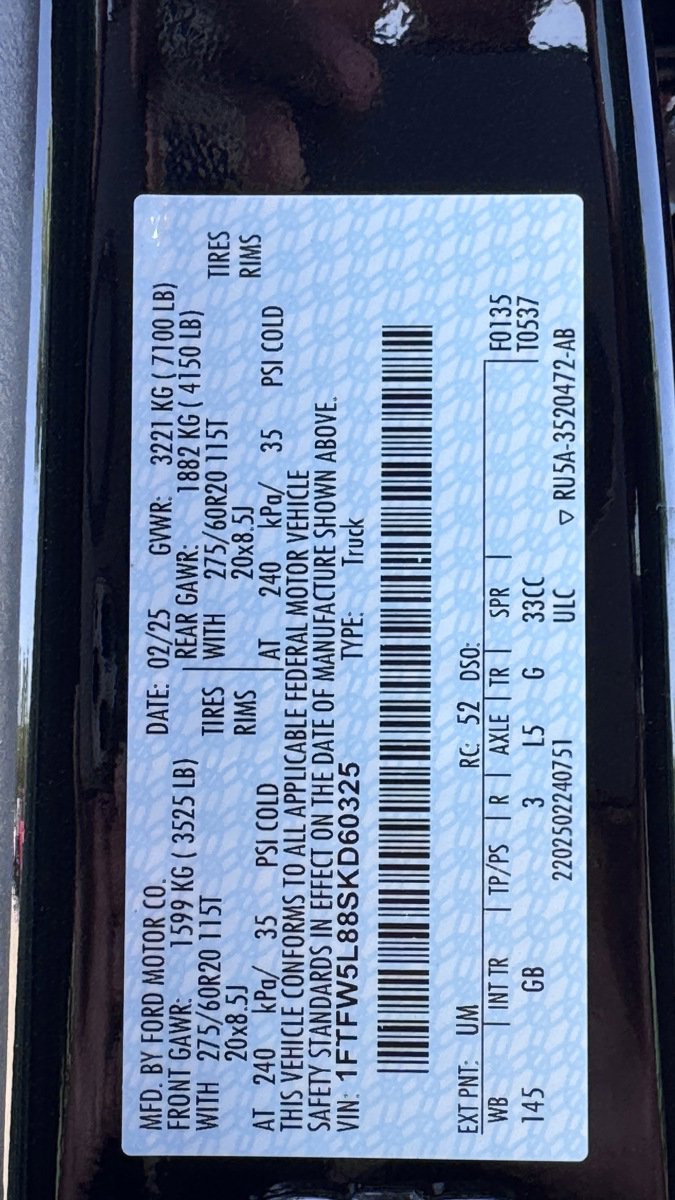 MFD. BY FORD MOTOR CO. DATE: 02/25 GVWR: 3221 KG ( 7100 LB)
FRONT GAWR: 1599 KG ( 3525 LB) REAR GAWR: 1882 KG ( 4150 LB)
WITH 275/60R20 115T TIRES WITH 275/60R20 115T TIRES
20x8.5J RIMS 20x8.5J RIMS
AT 240 kPa/ 35 PSI COLD AT 240 kPa/ 35 PSI COLD
THIS VEHICLE CONFORMS TO ALL APPLICABLE FEDERAL MOTOR VEHICLE
SAFETY STANDARDS IN EFFECT ON THE DATE OF MANUFACTURE SHOWN ABOVE.
VIN: 1FTFW5L88SKD60325 TYPE: Truck
EXT PNT: UM RC: 52 DSO:
WB INT TR TP/PS R AXLE TR SPR F0135
T0537
145 GB 3 L5 G 33CC
2202502240751 ULC ▽ RU5A-3520472-AB